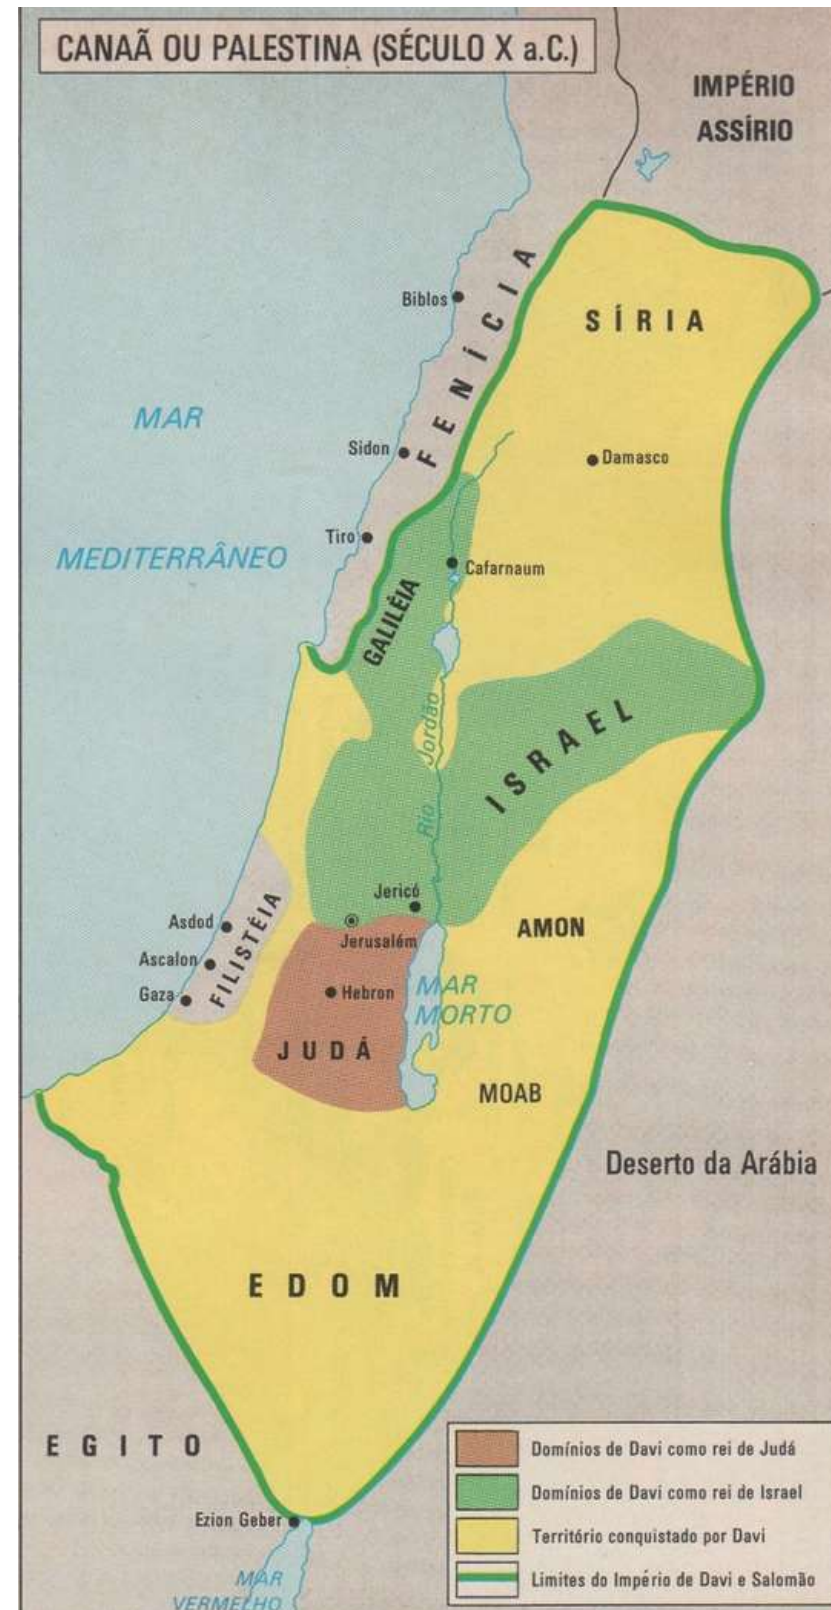 CANAÃ OU PALESTINA (SÉCULO X a.C.)
IMPÉRIO
ASSÍRIO
FENÍCIA
Biblos
SÍRIA
MAR
MEDITERRÂNEO
Sidon
Damasco
Tiro
Cafarnaum
GALILÉIA
Rio Jordão
ISRAEL
Jericó
Jerusalém
AMON
Asdod
Ascalon
Gaza
FILISTÉIA
Hebron
MAR
MORTO
JUDÁ
MOAB
Deserto da Arábia
EDOM
EGITO
Ezion Geber
MAR
VERMELHO
Domínios de Davi como rei de Judá
Domínios de Davi como rei de Israel
Território conquistado por Davi
Limites do Império de Davi e Salomão